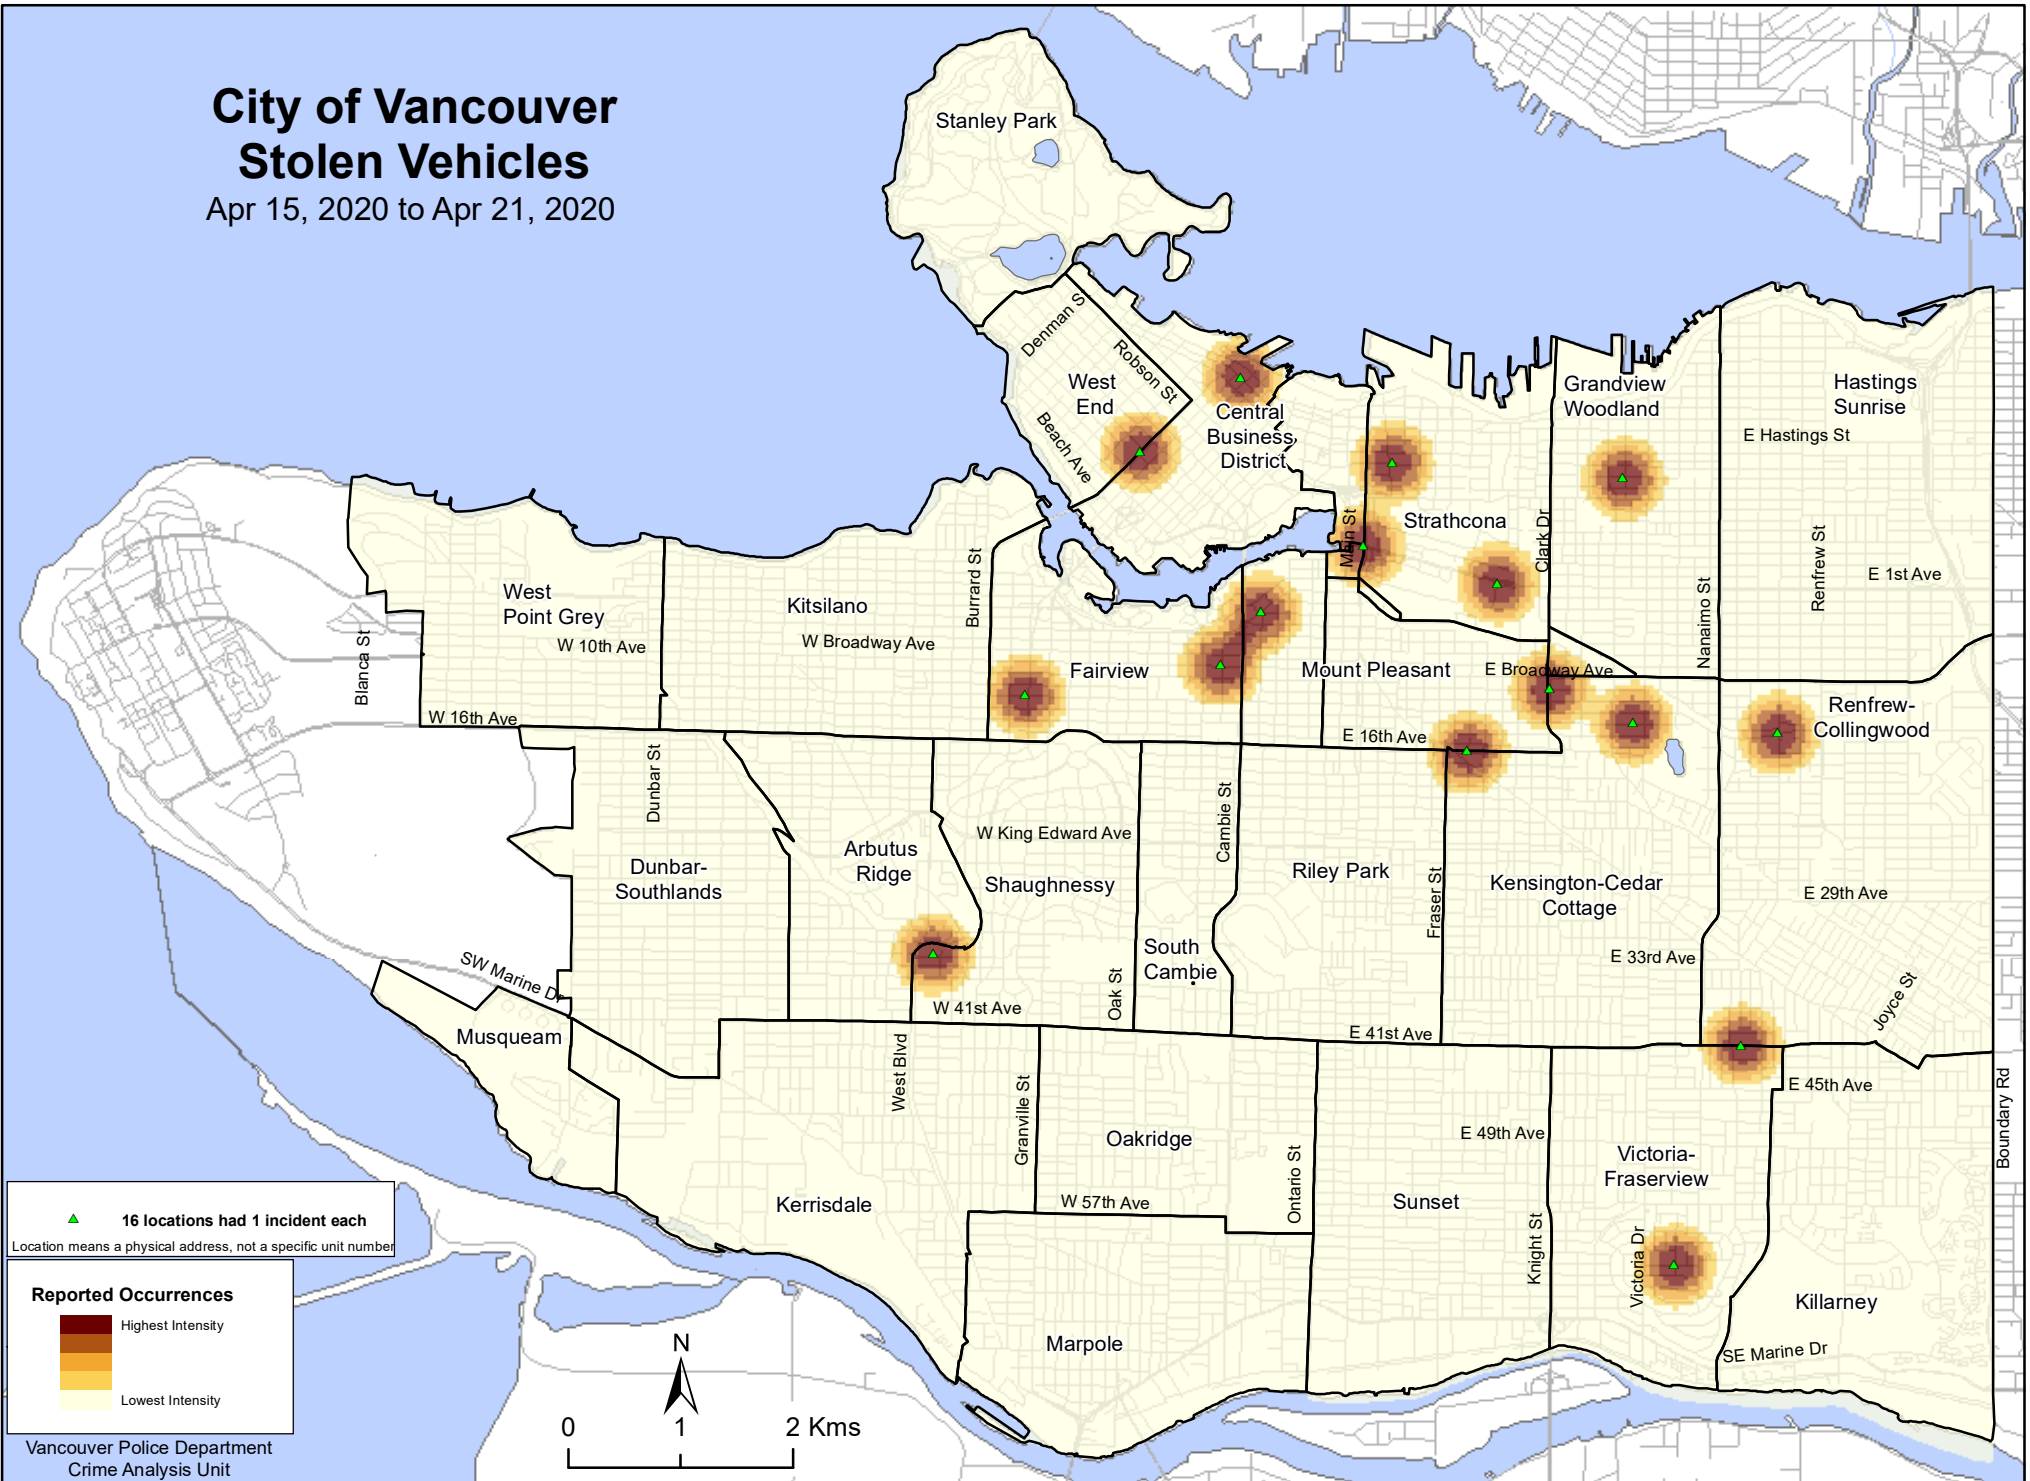 City of Vancouver
Stolen Vehicles
Apr 15, 2020 to Apr 21, 2020
Stanley Park
Denman S
Robson St
West
End
Beach Ave
Central
Business
District
Grandview
Woodland
Hastings
Sunrise
E Hastings St
Strathcona
Main St
Clark Dr
Nanaimo St
Renfrew St
E 1st Ave
West
Point Grey
W 10th Ave
Blanca St
W 16th Ave
Kitsilano
W Broadway Ave
Burrard St
Fairview
Mount Pleasant
E Broadway Ave
E 16th Ave
Renfrew-
Collingwood
Dunbar St
Dunbar-
Southlands
Arbutus
Ridge
W King Edward Ave
Shaughnessy
Cambie St
Riley Park
Fraser St
Kensington-Cedar
Cottage
E 29th Ave
E 33rd Ave
South
Cambie
Oak St
Joyce St
SW Marine Dr
W 41st Ave
E 41st Ave
Musqueam
West Blvd
Granville St
E 45th Ave
Boundary Rd
Oakridge
E 49th Ave
Victoria-
Fraserview
Ontario St
W 57th Ave
Kerrisdale
Sunset
Knight St
Victoria Dr
Killarney
Marpole
SE Marine Dr
16 locations had 1 incident each
Location means a physical address, not a specific unit number
Reported Occurrences
Highest Intensity
Lowest Intensity
Vancouver Police Department
Crime Analysis Unit
N
0 1 2 Kms